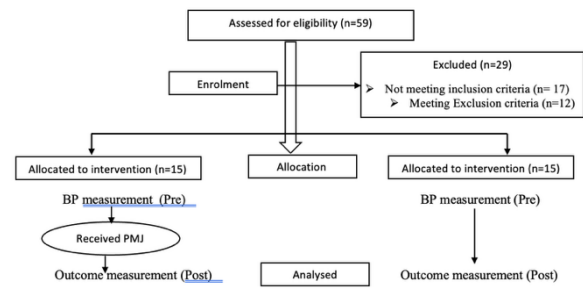 Assessed for eligibility (n=59)
Excluded (n=29)
Not meeting inclusion criteria (n= 17)
Meeting Exclusion criteria (n=12)
Enrolment
Allocated to intervention (n=15)
Allocation
Allocated to intervention (n=15)
BP measurement (Pre)
BP measurement (Pre)
Received PMJ
Outcome measurement (Post)
Analysed
Outcome measurement (Post)